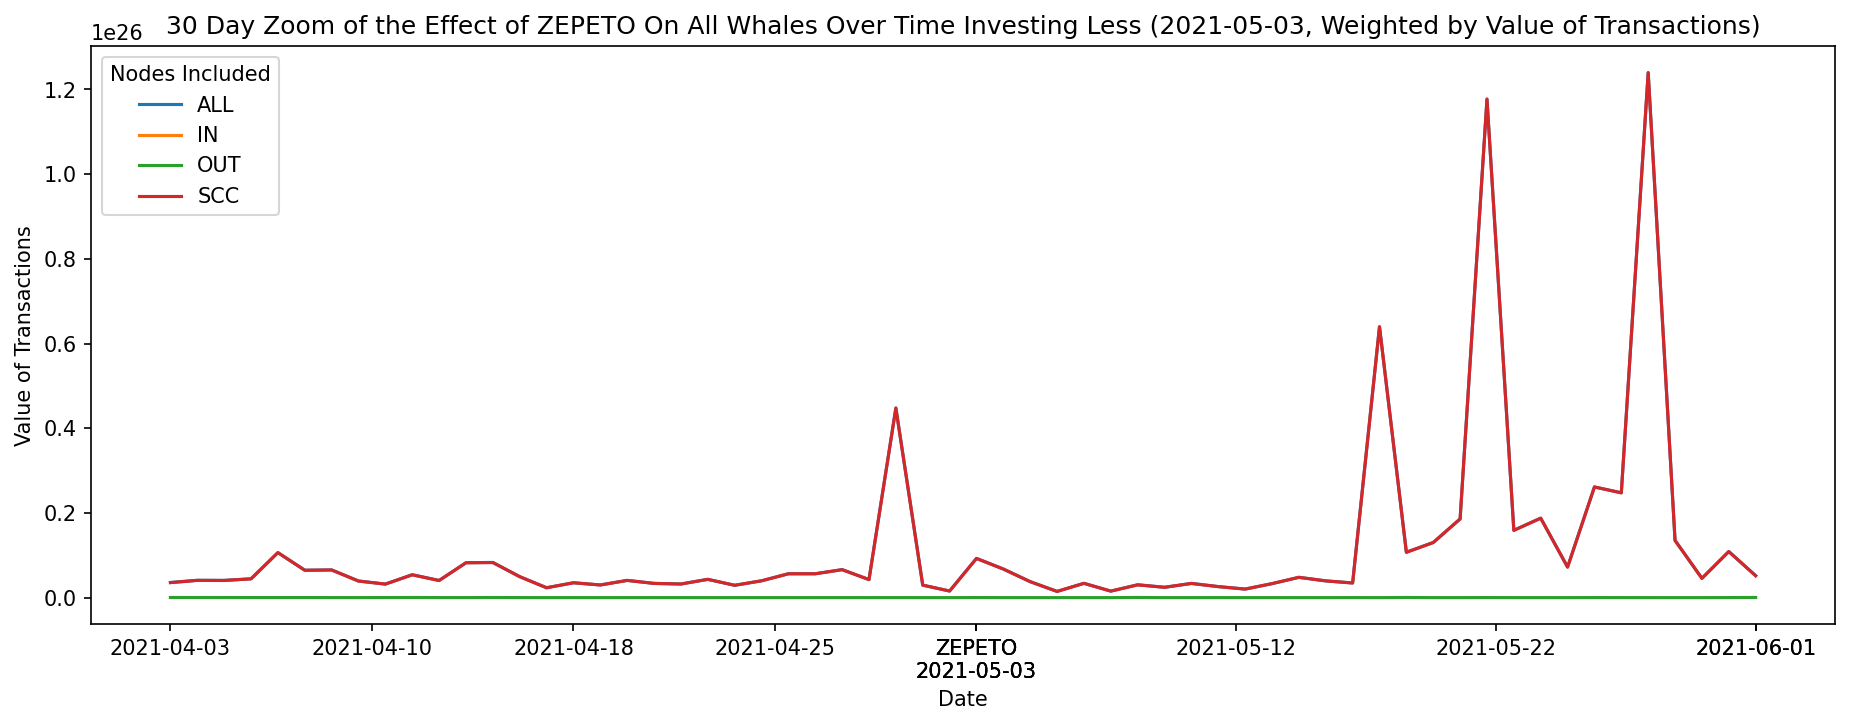 30 Day Zoom of the Effect of ZEPETO On All Whales Over Time Investing Less (2021-05-03, Weighted by Value of Transactions)
1e26
Nodes Included
ALL
IN
OUT
SCC
Value of Transactions
1.2
1.0
0.8
0.6
0.4
0.2
0.0
2021-04-03 2021-04-10 2021-04-18 2021-04-25 ZEPETO 2021-05-12 2021-05-22 2021-06-01
2021-05-03
Date